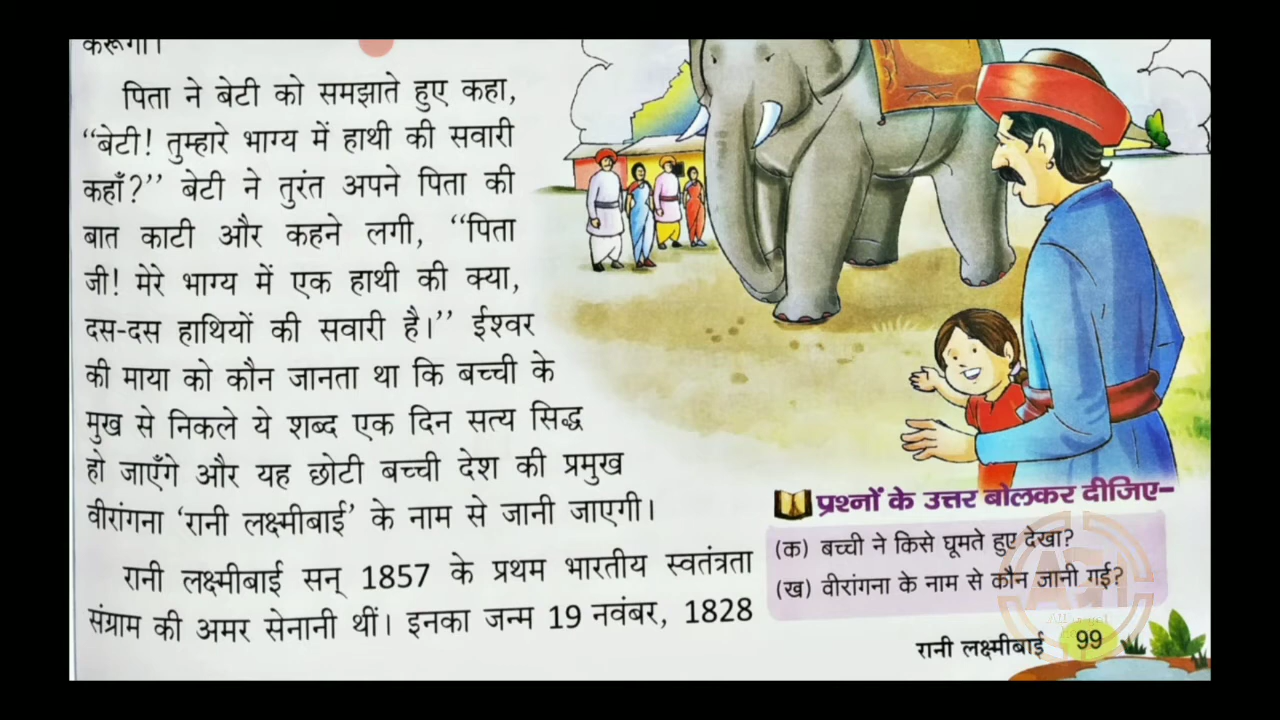 करूँगी।
पिता ने बेटी को समझाते हुए कहा,
“बेटी! तुम्हारे भाग्य में हाथी की सवारी
कहाँ?” बेटी ने तुरंत अपने पिता की
बात काटी और कहने लगी, “पिता
जी! मेरे भाग्य में एक हाथी की क्या,
दस-दस हाथियों की सवारी है।” ईश्वर
की माया को कौन जानता था कि बच्ची के
मुख से निकले ये शब्द एक दिन सत्य सिद्ध
हो जाएँगे और यह छोटी बच्ची देश की प्रमुख
वीरांगना ‘रानी लक्ष्मीबाई’ के नाम से जानी जाएगी।
रानी लक्ष्मीबाई सन् 1857 के प्रथम भारतीय स्वतंत्रता
संग्राम की अमर सेनानी थीं। इनका जन्म 19 नवंबर, 1828
प्रश्नों के उत्तर बोलकर दीजिए–
(क) बच्ची ने किसे घूमते हुए देखा?
(ख) वीरांगना के नाम से कौन जानी गई?
रानी लक्ष्मीबाई 99